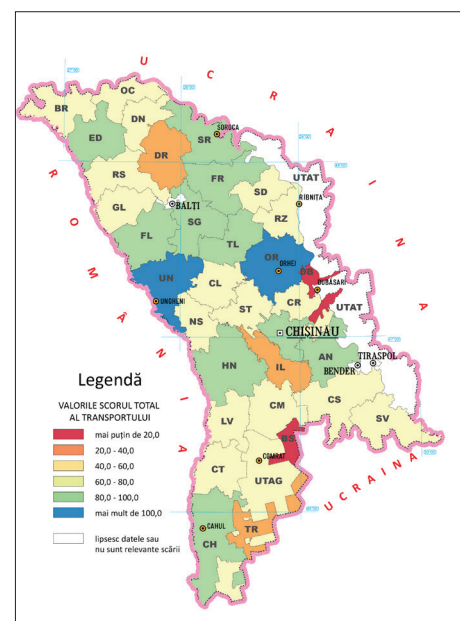 UCRAINA
ROMÂNIA
OC
BR
DN
ED
SR
SOROCA
DR
RS
FR
UTAT
SD
RIBNIȚA
GL
BĂLȚI
SG
RZ
FL
TL
OR
ORHEI
UN
DB
DUBĂSARI
CL
UNGHENI
CR
UTAT
ST
NS
CHIȘINĂU
AN
TIRASPOL
HN
IL
BENDER
CM
CS
SV
LV
BS
COMRAT
CT
UTAG
UCRAINA
CAHUL
TR
CH
Legendă
VALORILE SCORUL TOTAL
AL TRANSPORTULUI
mai puțin de 20,0
20,0 - 40,0
40,0 - 60,0
60,0 - 80,0
80,0 - 100,0
mai mult de 100,0
lipsesc datele sau
nu sunt relevante scării